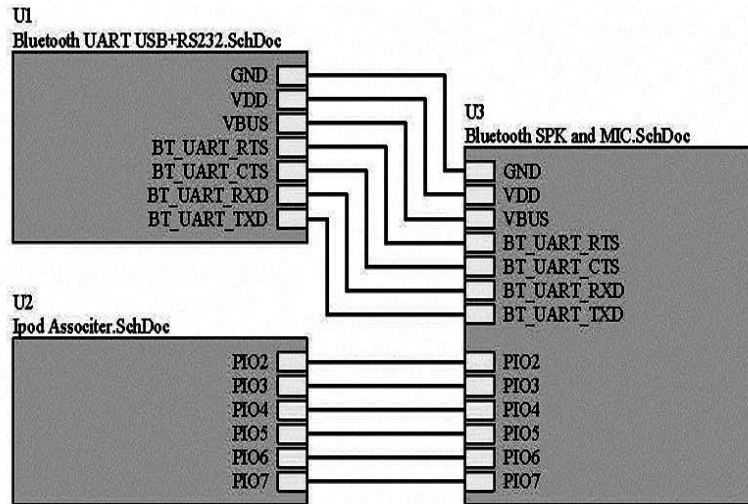 U1
Bluetooth UART USB+RS232.SchDoc
GND
VDD
VBUS
BT_UART_RTS
BT_UART_CTS
BT_UART_RXD
BT_UART_TXD
U2
Ipod Associter.SchDoc
PIO2
PIO3
PIO4
PIO5
PIO6
PIO7
U3
Bluetooth SPK and MIC.SchDoc
GND
VDD
VBUS
BT_UART_RTS
BT_UART_CTS
BT_UART_RXD
BT_UART_TXD
PIO2
PIO3
PIO4
PIO5
PIO6
PIO7